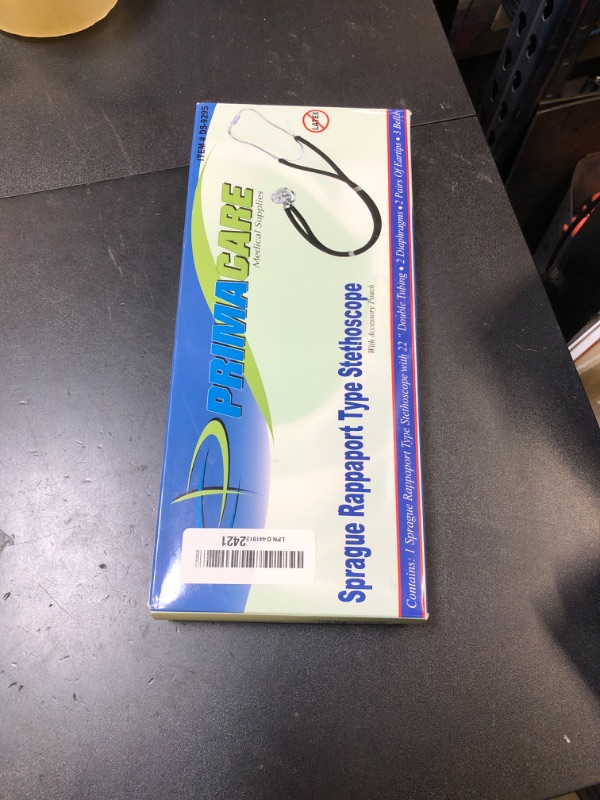 ITEM # DS-9295
LATEX
PRIMACARE
Medical Supplies
Sprague Rappaport Type Stethoscope
With Accessory Pouch
Contains: 1 Sprague Rappaport Type Stethoscope with 22" Double Tubing • 2 Diaphragms • 2 Pairs Of Eartips • 3 Bells
2421